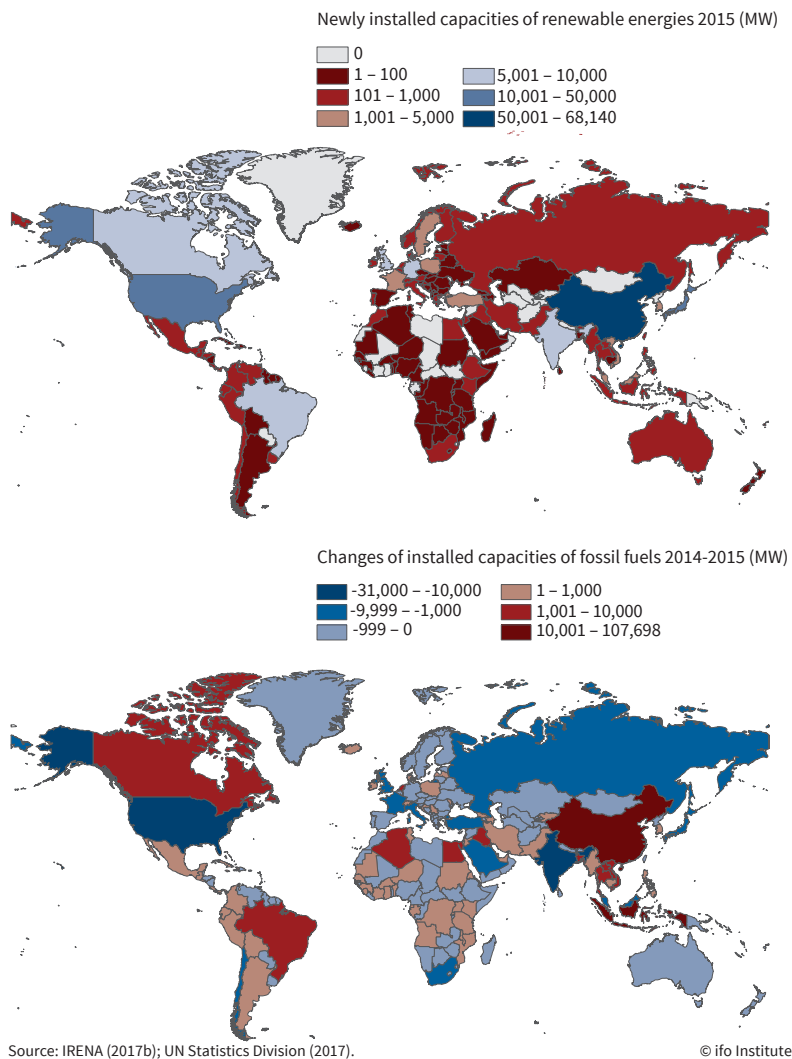 Newly installed capacities of renewable energies 2015 (MW)
0
1 – 100
101 – 1,000
1,001 – 5,000
5,001 – 10,000
10,001 – 50,000
50,001 – 68,140
Changes of installed capacities of fossil fuels 2014-2015 (MW)
-31,000 – -10,000
-9,999 – -1,000
-999 – 0
1 – 1,000
1,001 – 10,000
10,001 – 107,698
Source: IRENA (2017b); UN Statistics Division (2017).
© ifo Institute